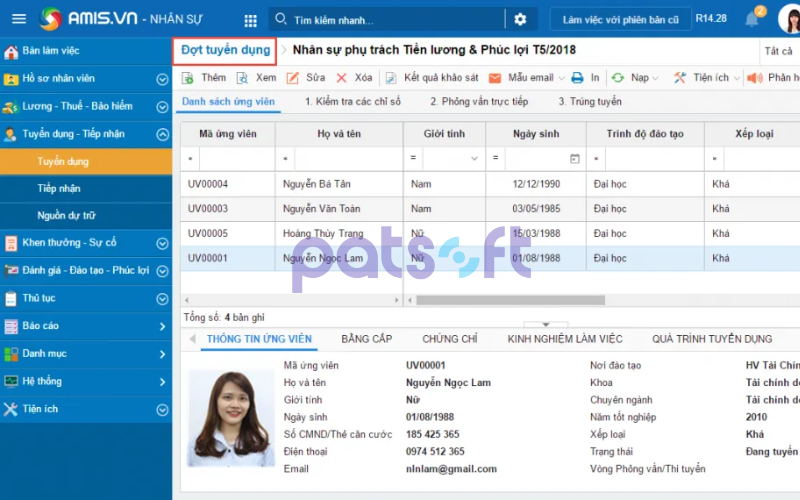 AMIS.VN - NHÂN SỰ
Tìm kiếm nhanh...
Làm việc với phiên bản cũ
R14.28
2
Bàn làm việc
Hồ sơ nhân viên
Lương - Thuế - Bảo hiểm
Tuyển dụng - Tiếp nhận
Tuyển dụng
Tiếp nhận
Nguồn dự trữ
Khen thưởng - Sự cố
Đánh giá - Đào tạo - Phúc lợi
Thủ tục
Báo cáo
Danh mục
Hệ thống
Tiện ích
Đợt tuyển dụng
Nhân sự phụ trách Tiền lương & Phúc lợi T5/2018
Tất cả
Thêm Xem Sửa Xóa Kết quả khảo sát Mẫu email In Nạp Tiện ích Phản h
Danh sách ứng viên 1. Kiểm tra các chỉ số 2. Phỏng vấn trực tiếp 3. Trúng tuyển
Mã ứng viên Họ và tên Giới tính Ngày sinh Trình độ đào tạo Xếp loại
* * = = * *
UV00004 Nguyễn Bá Tân Nam 12/12/1990 Đại học Khá
UV00003 Nguyễn Văn Toàn Nam 03/05/1985 Đại học Khá
UV00005 Hoàng Thùy Trang Nữ 15/03/1988 Đại học Khá
UV00001 Nguyễn Ngọc Lam Nữ 01/08/1988 Đại học Khá
patsoft
Tổng số: 4 bản ghi
THÔNG TIN ỨNG VIÊN BẰNG CẤP CHỨNG CHỈ KINH NGHIỆM LÀM VIỆC QUÁ TRÌNH TUYỂN DỤNG
Mã ứng viên UV00001 Nơi đào tạo HV Tài Chín
Họ và tên Nguyễn Ngọc Lam Khoa Tài chính d
Giới tính Nữ Chuyên ngành Tài chính d
Ngày sinh 01/08/1988 Năm tốt nghiệp 2010
Số CMND/Thẻ căn cước 185 425 365 Xếp loại Khá
Điện thoại 0974 512 365 Trạng thái Đang tuyển
Email nlnlam@gmail.com Vòng Phỏng vấn/Thi tuyển